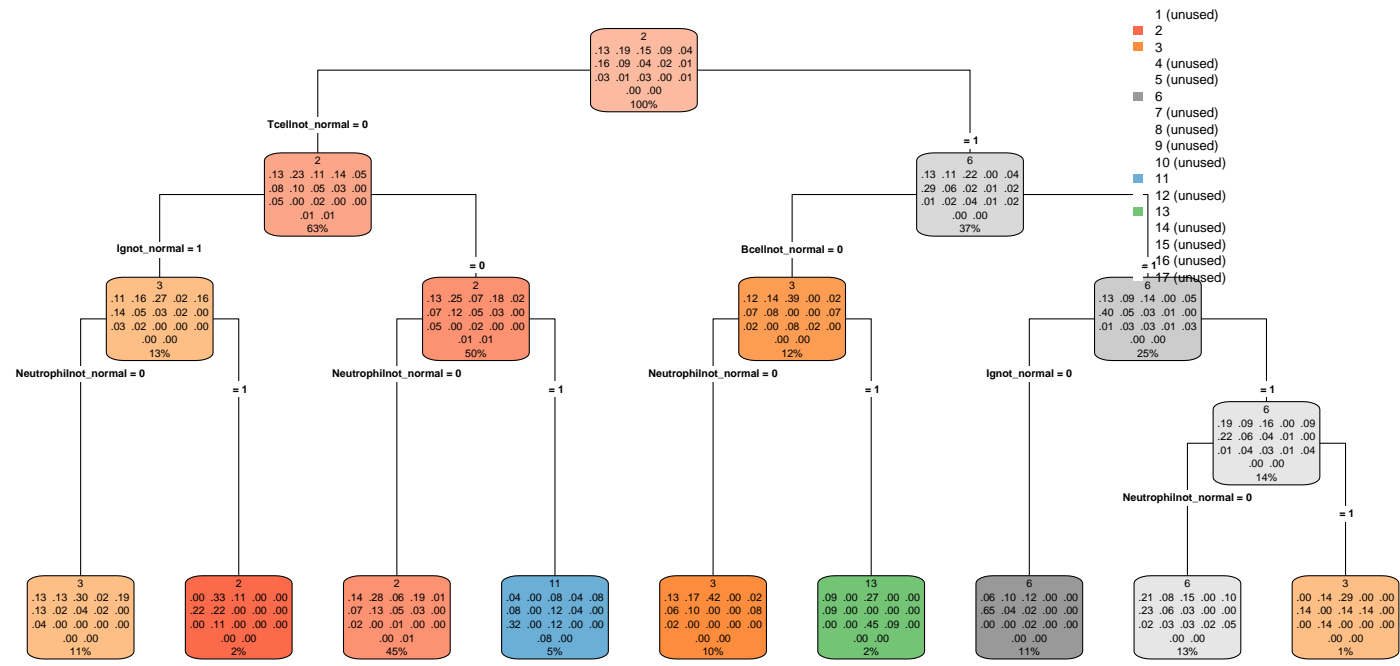 2
.13 .19 .15 .09 .04
.16 .09 .04 .02 .01
.03 .01 .03 .00 .01
.00 .00
100%
1 (unused)
2
3
4 (unused)
5 (unused)
6
7 (unused)
8 (unused)
9 (unused)
10 (unused)
11
12 (unused)
13
14 (unused)
15 (unused)
16 (unused)
17 (unused)
Tcellnot_normal = 0
= 1
2
.13 .23 .11 .14 .05
.08 .10 .05 .03 .00
.05 .00 .02 .00 .00
.01 .01
63%
6
.13 .11 .22 .00 .04
.29 .06 .02 .01 .02
.01 .02 .04 .01 .02
.00 .00
37%
Ignot_normal = 1
= 0
Bcellnot_normal = 0
= 1
3
.11 .16 .27 .02 .16
.14 .05 .03 .02 .00
.03 .02 .00 .00 .00
.00 .00
13%
2
.13 .25 .07 .18 .02
.07 .12 .05 .03 .00
.05 .00 .02 .00 .00
.01 .01
50%
3
.12 .14 .39 .00 .02
.07 .08 .00 .00 .07
.02 .00 .08 .02 .00
.00 .00
12%
6
.13 .09 .14 .00 .05
.40 .05 .03 .01 .00
.01 .03 .03 .01 .03
.00 .00
25%
Neutrophilnot_normal = 0
= 1
Neutrophilnot_normal = 0
= 1
Neutrophilnot_normal = 0
= 1
Ignot_normal = 0
= 1
6
.19 .09 .16 .00 .09
.22 .06 .04 .01 .00
.01 .04 .03 .01 .04
.00 .00
14%
Neutrophilnot_normal = 0
= 1
3
.13 .13 .30 .02 .19
.13 .02 .04 .02 .00
.04 .00 .00 .00 .00
.00 .00
11%
2
.00 .33 .11 .00 .00
.22 .22 .00 .00 .00
.00 .11 .00 .00 .00
.00 .00
2%
2
.14 .28 .06 .19 .01
.07 .13 .05 .03 .00
.02 .00 .01 .00 .00
.00 .01
45%
11
.04 .00 .08 .04 .08
.08 .00 .12 .04 .00
.32 .00 .12 .00 .00
.08 .00
5%
3
.13 .17 .42 .00 .02
.06 .10 .00 .00 .08
.02 .00 .00 .00 .00
.00 .00
10%
13
.09 .00 .27 .00 .00
.09 .00 .00 .00 .00
.00 .00 .45 .09 .00
.00 .00
2%
6
.06 .10 .12 .00 .00
.65 .04 .02 .00 .00
.00 .00 .02 .00 .00
.00 .00
11%
6
.21 .08 .15 .00 .10
.23 .06 .03 .00 .00
.02 .03 .03 .02 .05
.00 .00
13%
3
.00 .14 .29 .00 .00
.14 .00 .14 .14 .00
.00 .14 .00 .00 .00
.00 .00
1%